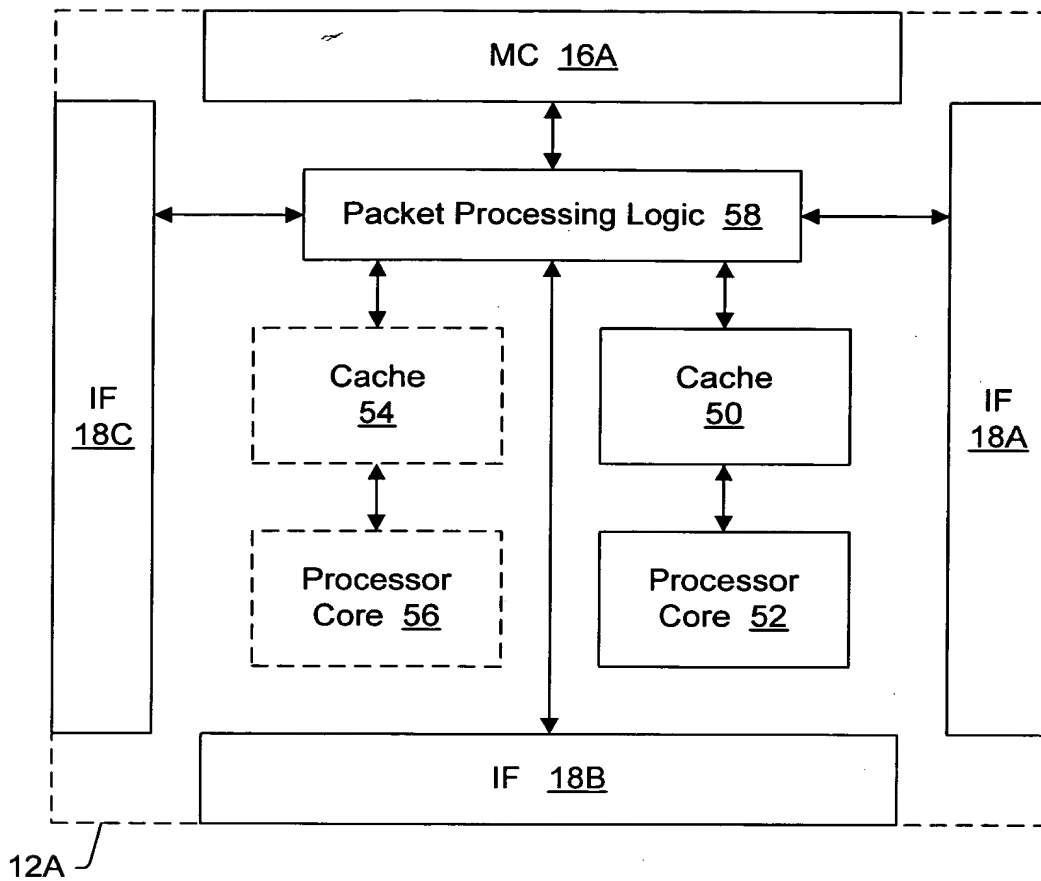 MC 16A
Packet Processing Logic 58
Cache
54
Cache
50
IF
18C
IF
18A
Processor
Core 56
Processor
Core 52
IF 18B
12A